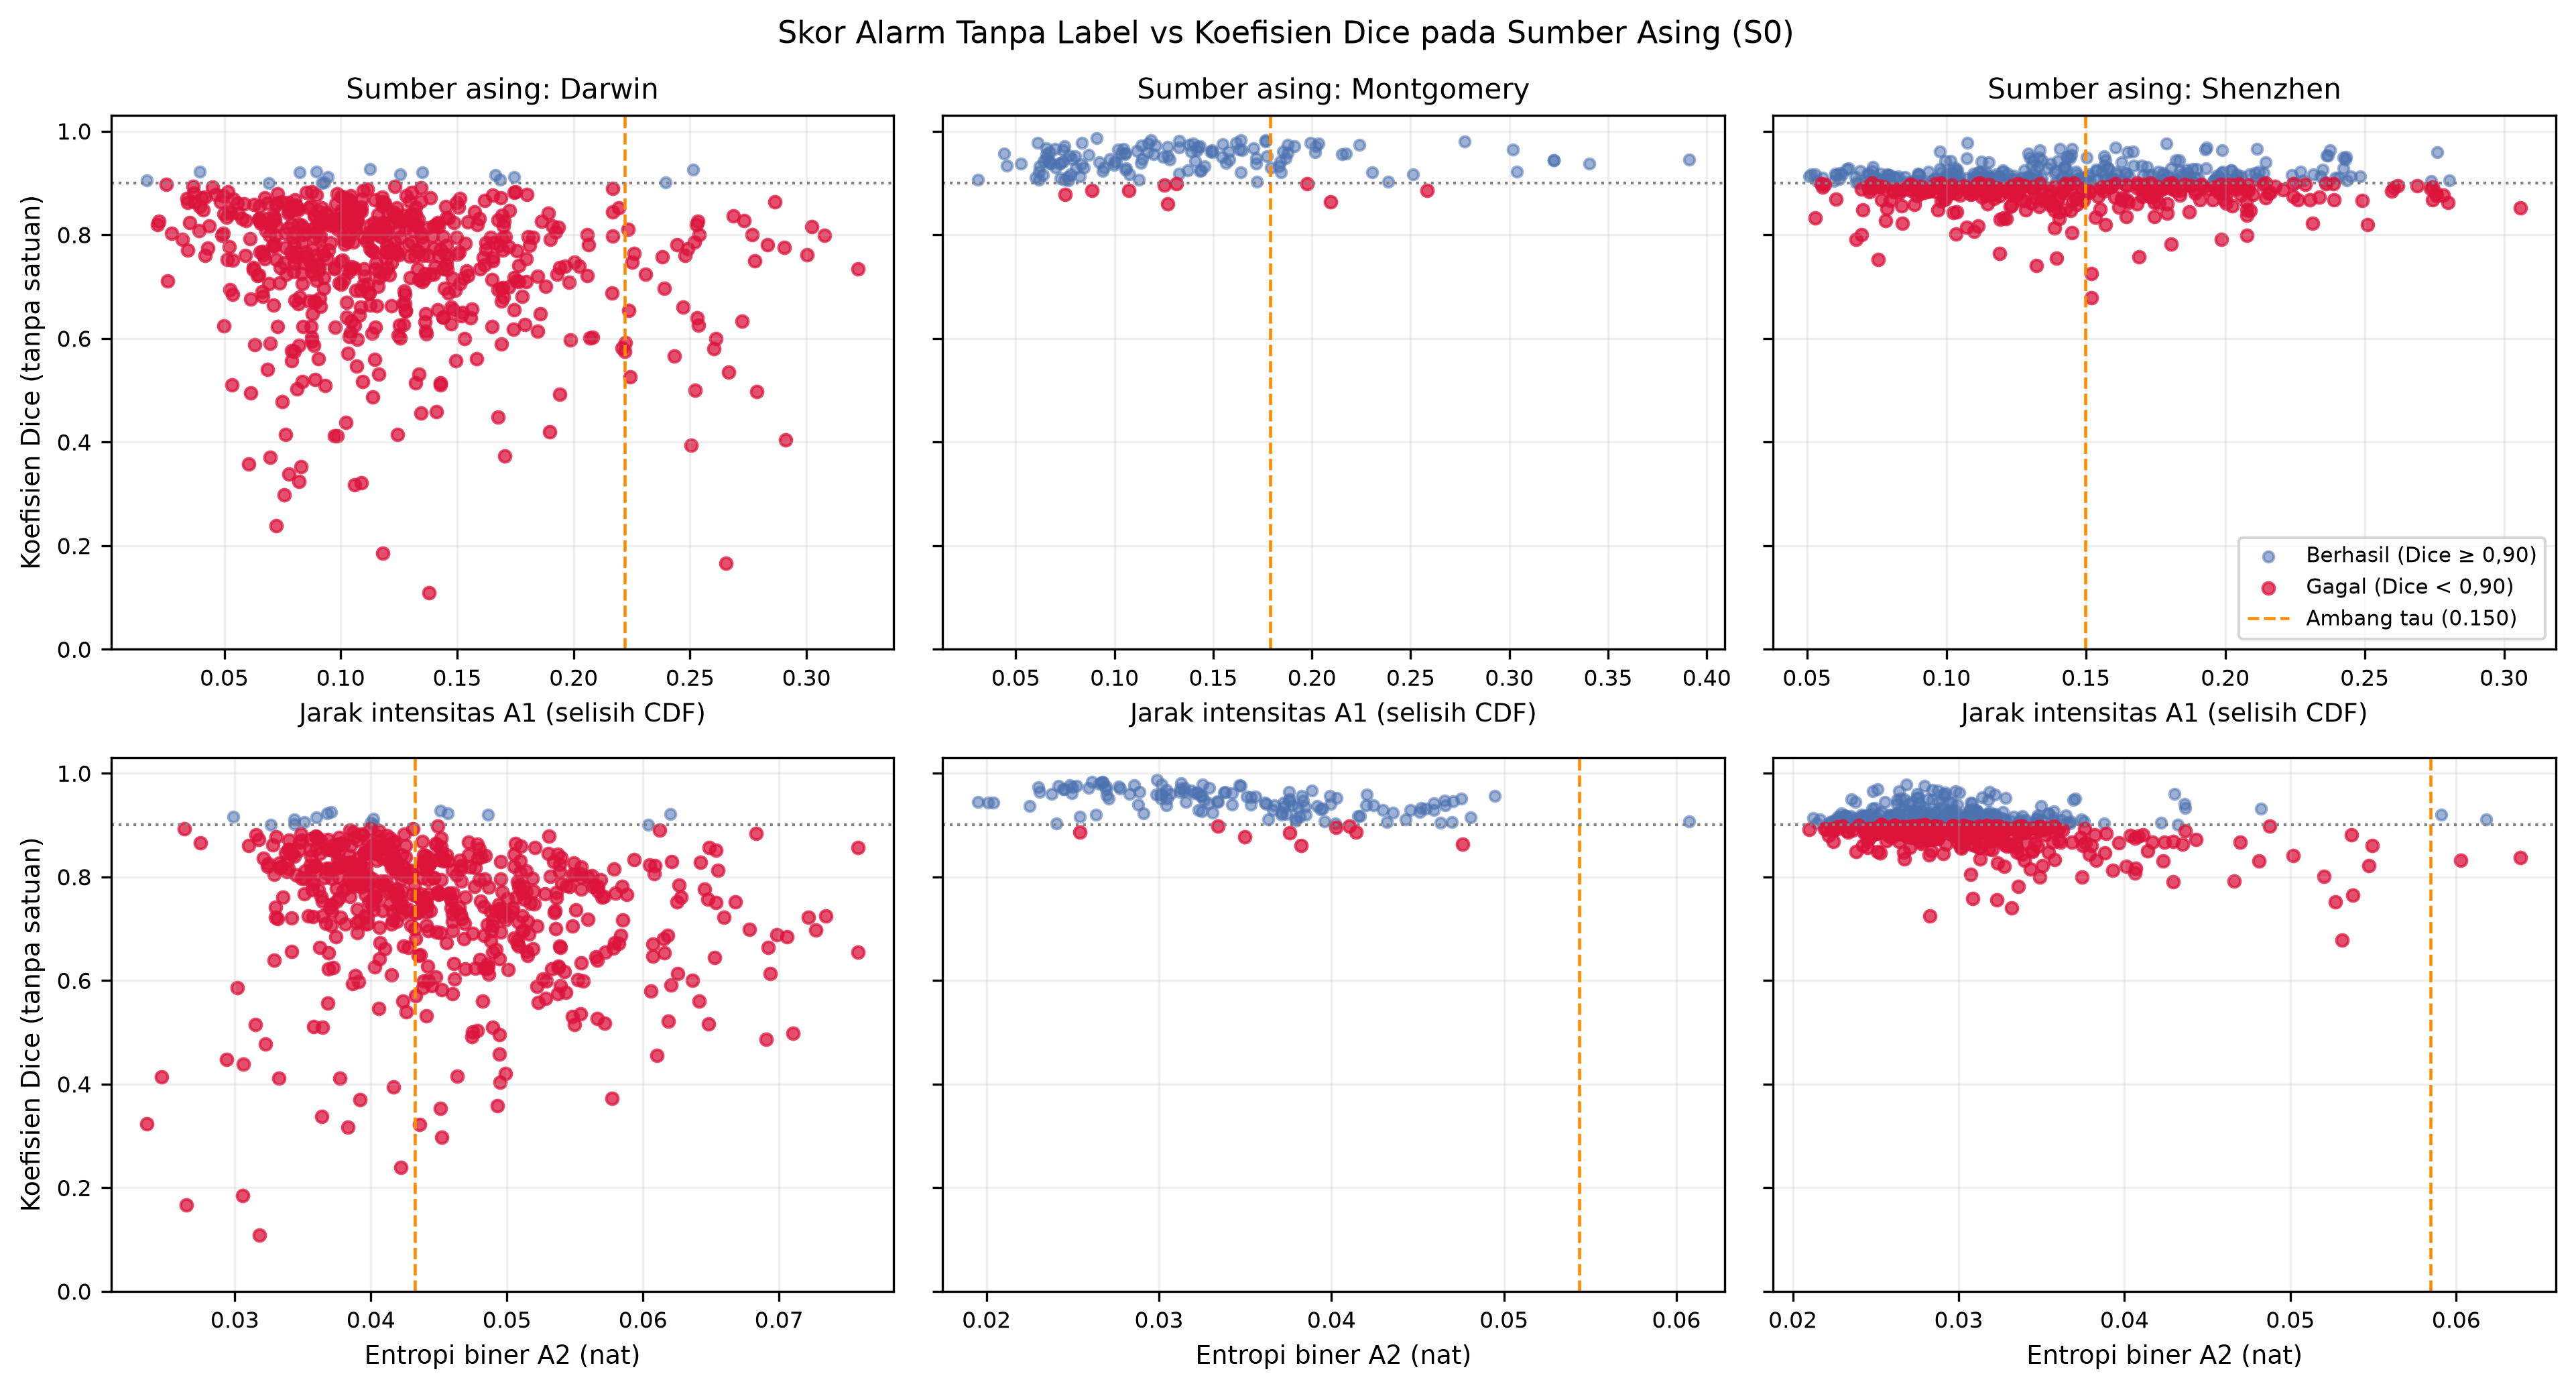 Skor Alarm Tanpa Label vs Koefisien Dice pada Sumber Asing (S0)
Sumber asing: Darwin
Sumber asing: Montgomery
Sumber asing: Shenzhen
Koefisien Dice (tanpa satuan)
1.0
0.8
0.6
0.4
0.2
0.0
Berhasil (Dice ≥ 0,90)
Gagal (Dice < 0,90)
Ambang tau (0.150)
0.05 0.10 0.15 0.20 0.25 0.30
0.05 0.10 0.15 0.20 0.25 0.30 0.35 0.40
0.05 0.10 0.15 0.20 0.25 0.30
Jarak intensitas A1 (selisih CDF)
Jarak intensitas A1 (selisih CDF)
Jarak intensitas A1 (selisih CDF)
Koefisien Dice (tanpa satuan)
1.0
0.8
0.6
0.4
0.2
0.0
0.03 0.04 0.05 0.06 0.07
0.02 0.03 0.04 0.05 0.06
0.02 0.03 0.04 0.05 0.06
Entropi biner A2 (nat)
Entropi biner A2 (nat)
Entropi biner A2 (nat)